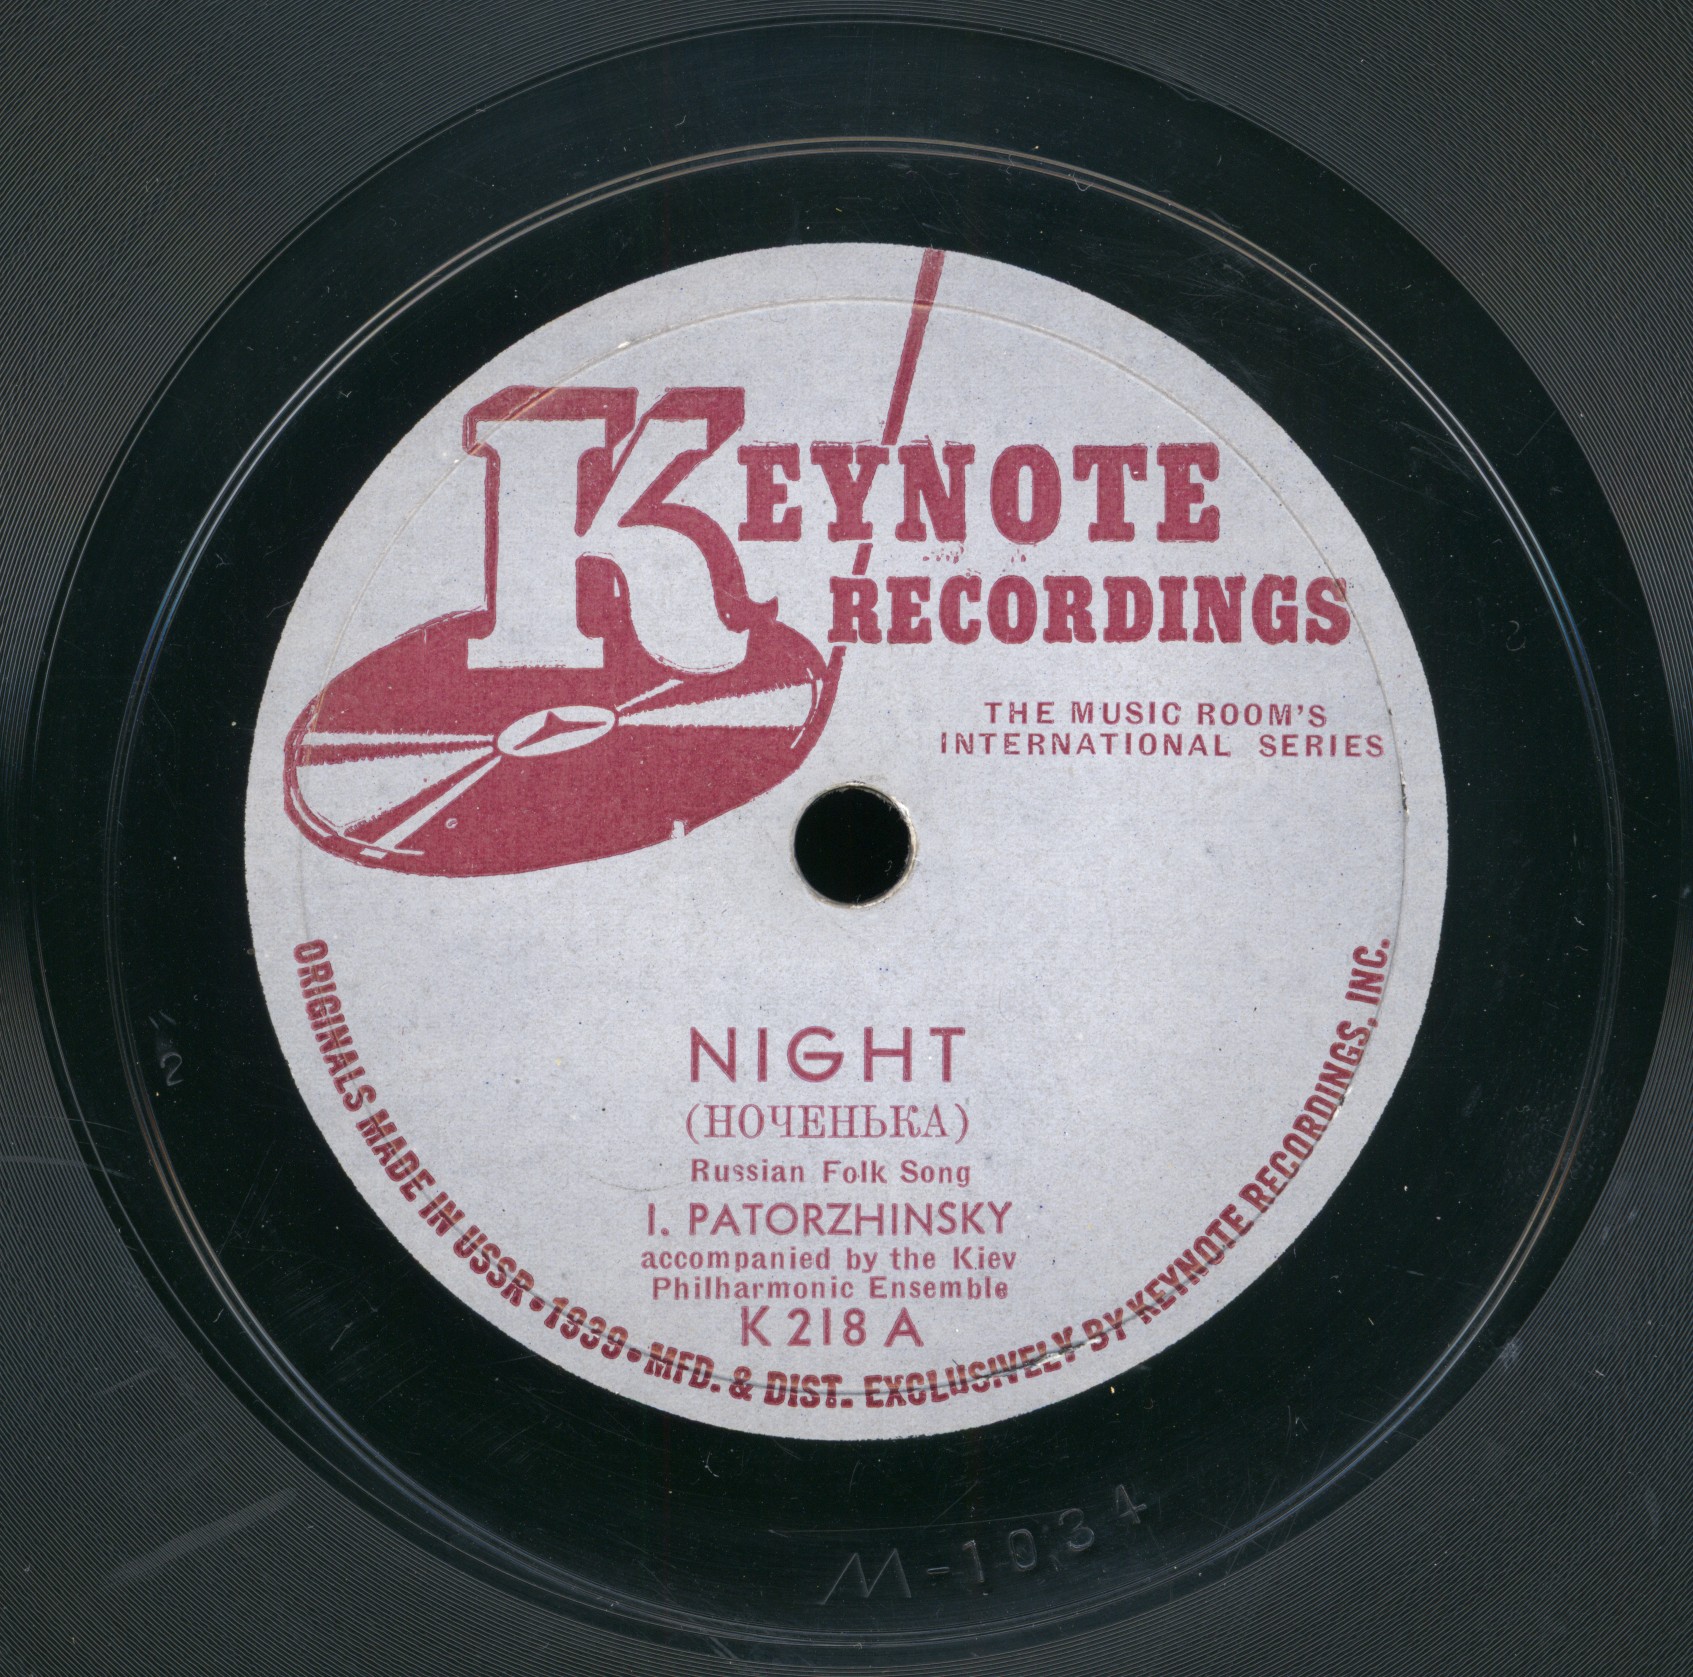 KEYNOTE
RECORDINGS
THE MUSIC ROOM'S
INTERNATIONAL SERIES
NIGHT
(НОЧЕНЬКА)
Russian Folk Song
I. PATORZHINSKY
accompanied by the Kiev
Philharmonic Ensemble
K 218 A
ORIGINALS MADE IN USSR • 1939 • MFD. & DIST. EXCLUSIVELY BY KEYNOTE RECORDINGS, INC.
M-1034
2